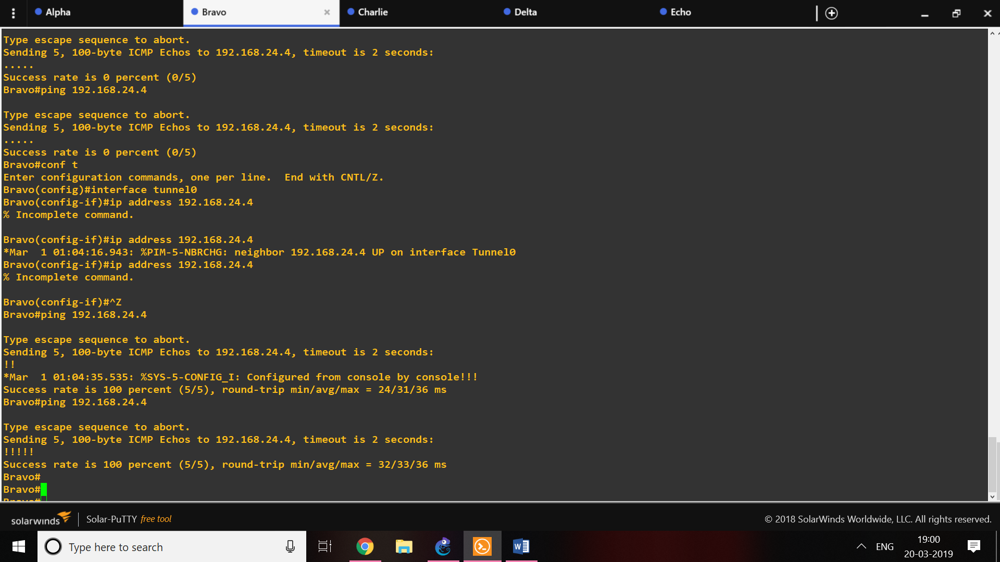 Alpha
Bravo
Charlie
Delta
Echo
Type escape sequence to abort.
Sending 5, 100-byte ICMP Echos to 192.168.24.4, timeout is 2 seconds:
.....
Success rate is 0 percent (0/5)
Bravo#ping 192.168.24.4
Type escape sequence to abort.
Sending 5, 100-byte ICMP Echos to 192.168.24.4, timeout is 2 seconds:
.....
Success rate is 0 percent (0/5)
Bravo#conf t
Enter configuration commands, one per line.  End with CNTL/Z.
Bravo(config)#interface tunnel0
Bravo(config-if)#ip address 192.168.24.4
% Incomplete command.
Bravo(config-if)#ip address 192.168.24.4
*Mar  1 01:04:16.943: %PIM-5-NBRCHG: neighbor 192.168.24.4 UP on interface Tunnel0
Bravo(config-if)#ip address 192.168.24.4
% Incomplete command.
Bravo(config-if)#^Z
Bravo#ping 192.168.24.4
Type escape sequence to abort.
Sending 5, 100-byte ICMP Echos to 192.168.24.4, timeout is 2 seconds:
!!
*Mar  1 01:04:35.535: %SYS-5-CONFIG_I: Configured from console by console!!!
Success rate is 100 percent (5/5), round-trip min/avg/max = 24/31/36 ms
Bravo#ping 192.168.24.4
Type escape sequence to abort.
Sending 5, 100-byte ICMP Echos to 192.168.24.4, timeout is 2 seconds:
!!!!!
Success rate is 100 percent (5/5), round-trip min/avg/max = 32/33/36 ms
Bravo#
Bravo#
Bravo#
solarwinds Solar-PuTTY free tool
© 2018 SolarWinds Worldwide, LLC. All rights reserved.
Type here to search
ENG
19:00
20-03-2019